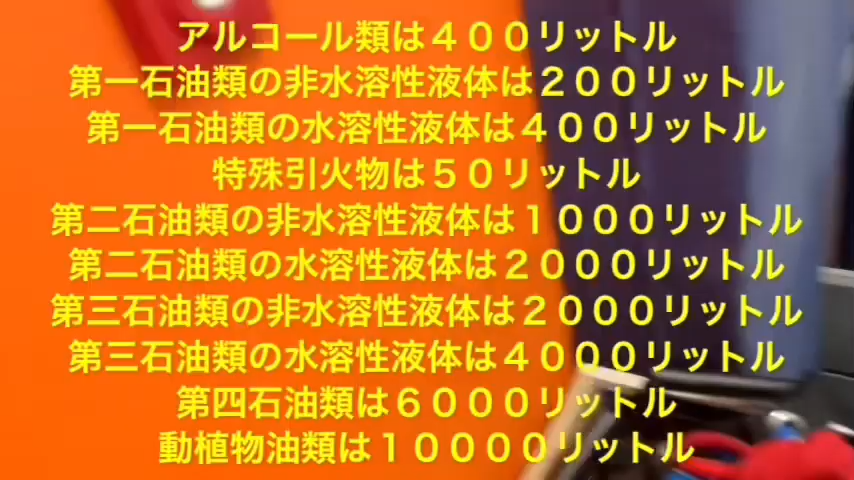 アルコール類は４００リットル
第一石油類の非水溶性液体は２００リットル
第一石油類の水溶性液体は４００リットル
特殊引火物は５０リットル
第二石油類の非水溶性液体は１０００リットル
第二石油類の水溶性液体は２０００リットル
第三石油類の非水溶性液体は２０００リットル
第三石油類の水溶性液体は４０００リットル
第四石油類は６０００リットル
動植物油類は１００００リットル